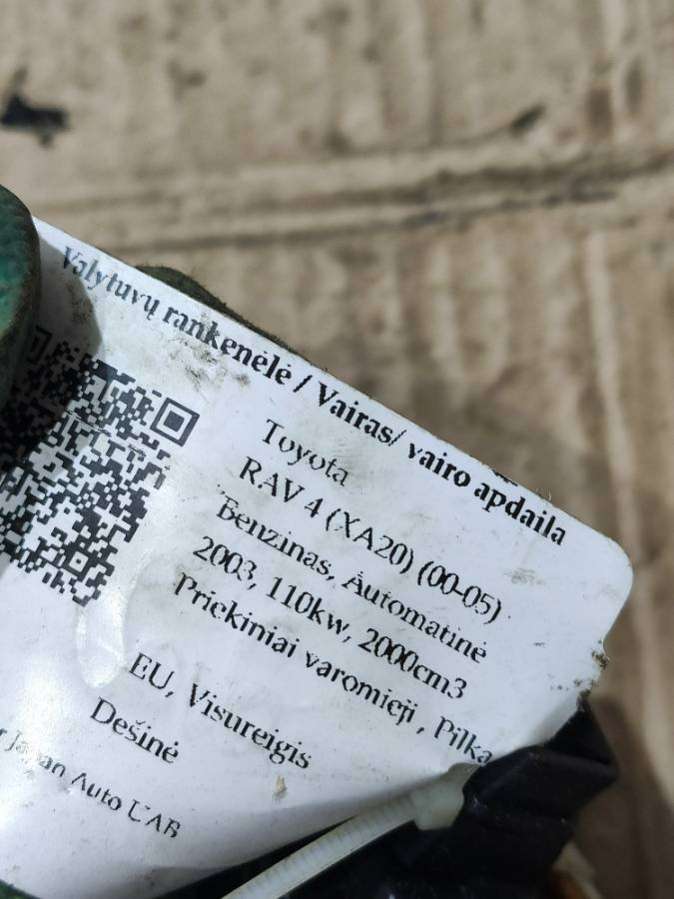 Valytuvų rankenėlė / Vairas/ vairo apdaila
Toyota
RAV 4 (XA20) (00-05)
Benzinas, Automatinė
2003, 110kw, 2000cm3
Priekiniai varomieji , Pilka
EU, Visureigis
Dešinė
Japan Auto UAB